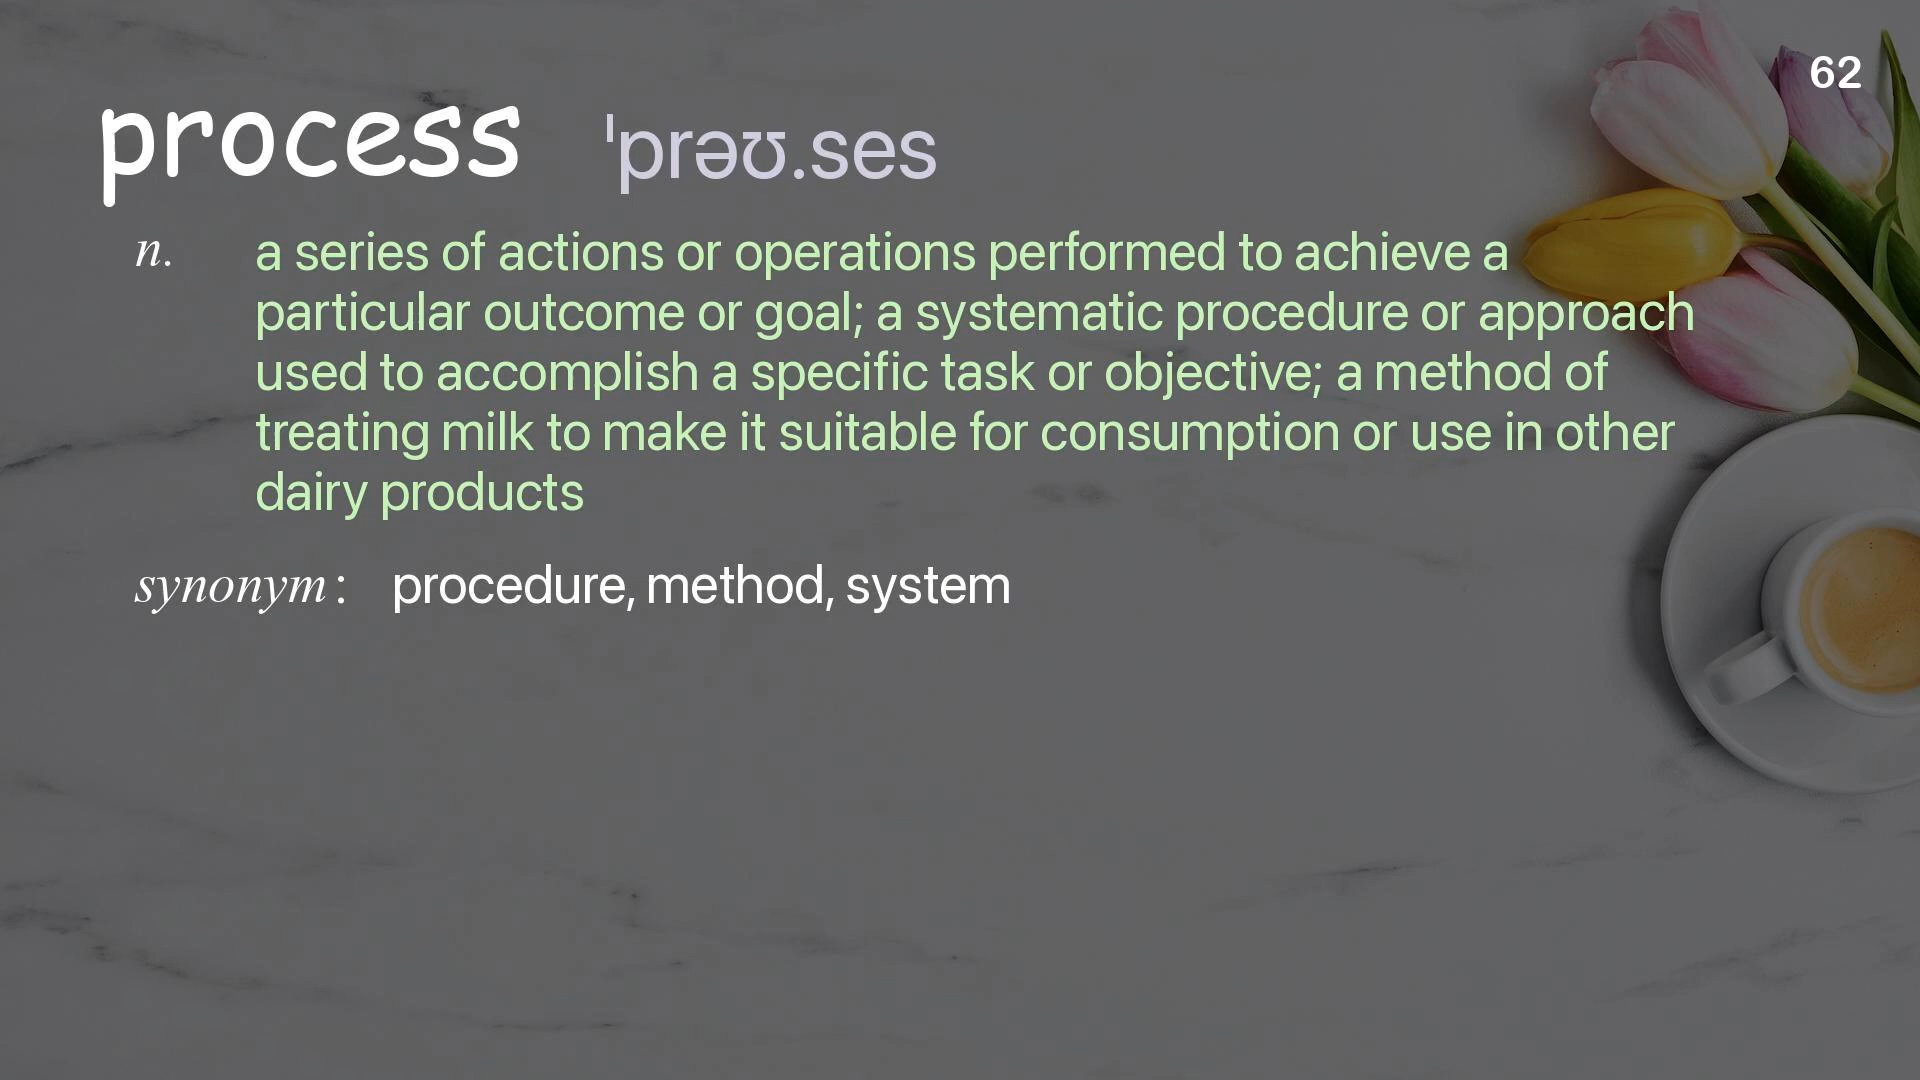 62
process ˈprəʊ.ses
n. a series of actions or operations performed to achieve a
particular outcome or goal; a systematic procedure or approach
used to accomplish a specific task or objective; a method of
treating milk to make it suitable for consumption or use in other
dairy products
synonym: procedure, method, system